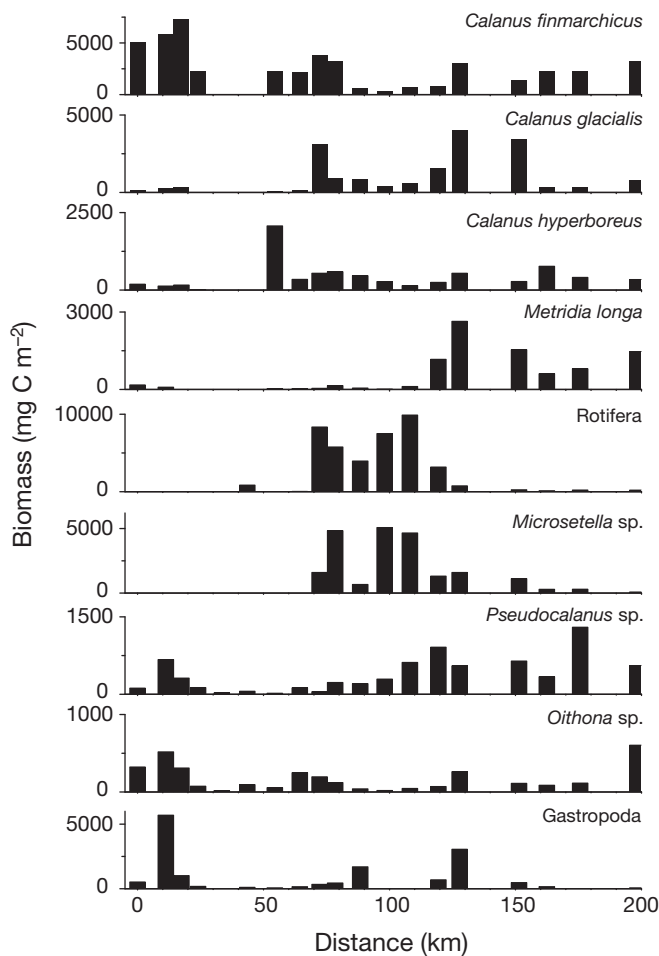 Calanus finmarchicus
5000
0
Calanus glacialis
5000
0
Calanus hyperboreus
2500
0
Metridia longa
3000
0
Rotifera
10000
0
Microsetella sp.
5000
0
Pseudocalanus sp.
1500
0
Oithona sp.
1000
0
Gastropoda
5000
0
Biomass (mg C m⁻²)
0 50 100 150 200
Distance (km)